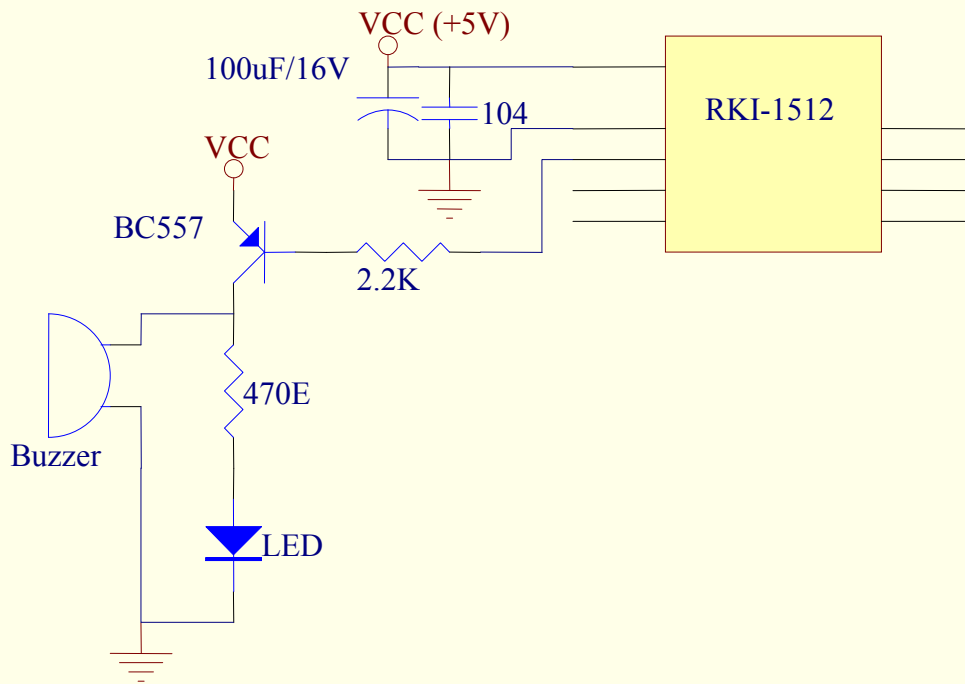 VCC (+5V)
100uF/16V
104
RKI-1512
VCC
BC557
2.2K
470E
Buzzer
LED